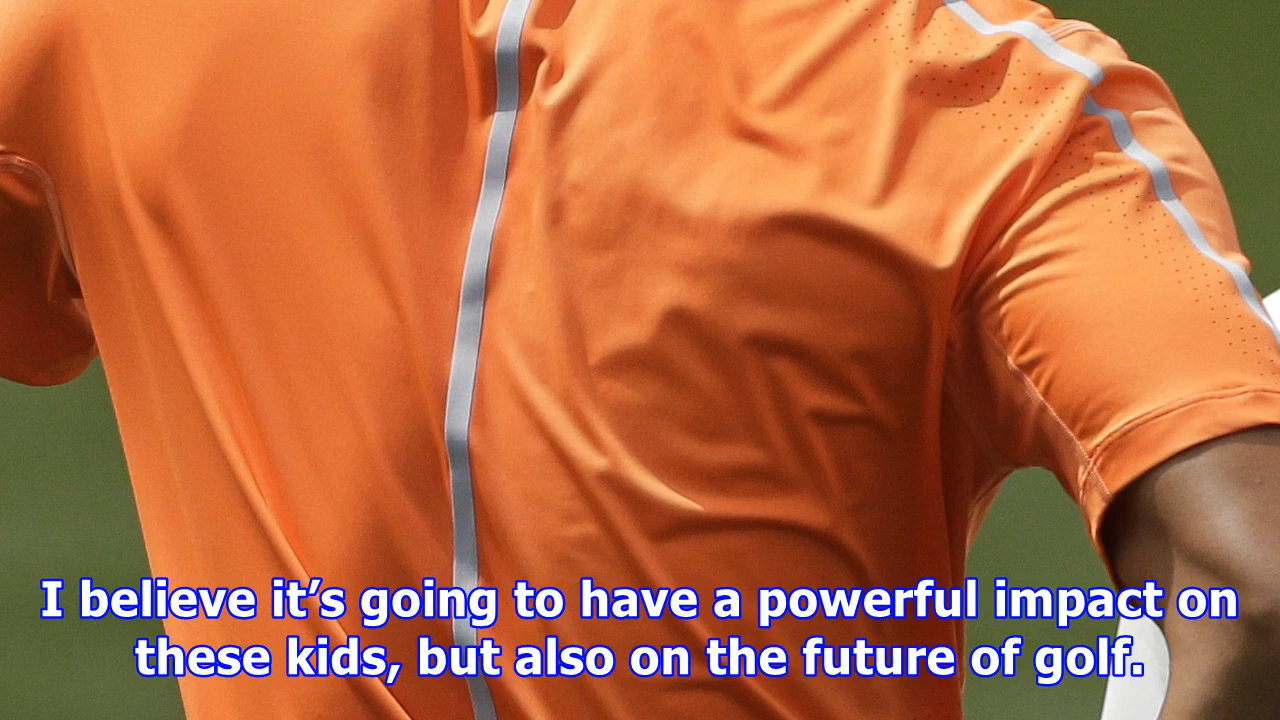 I believe it’s going to have a powerful impact on
these kids, but also on the future of golf.